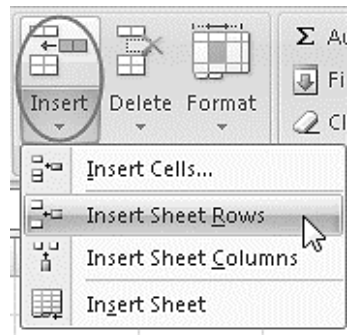 Σ Au
Fi
Insert Delete Format
Cl
Insert Cells...
Insert Sheet Rows
Insert Sheet Columns
Insert Sheet